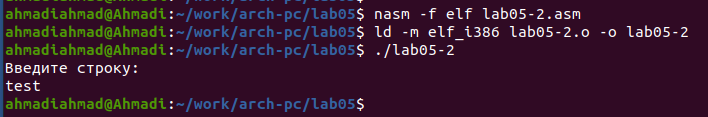 ahmadiahmad@Ahmadi:~/work/arch-pc/lab05$ nasm -f elf lab05-2.asm
ahmadiahmad@Ahmadi:~/work/arch-pc/lab05$ ld -m elf_i386 lab05-2.o -o lab05-2
ahmadiahmad@Ahmadi:~/work/arch-pc/lab05$ ./lab05-2
Введите строку:
test
ahmadiahmad@Ahmadi:~/work/arch-pc/lab05$